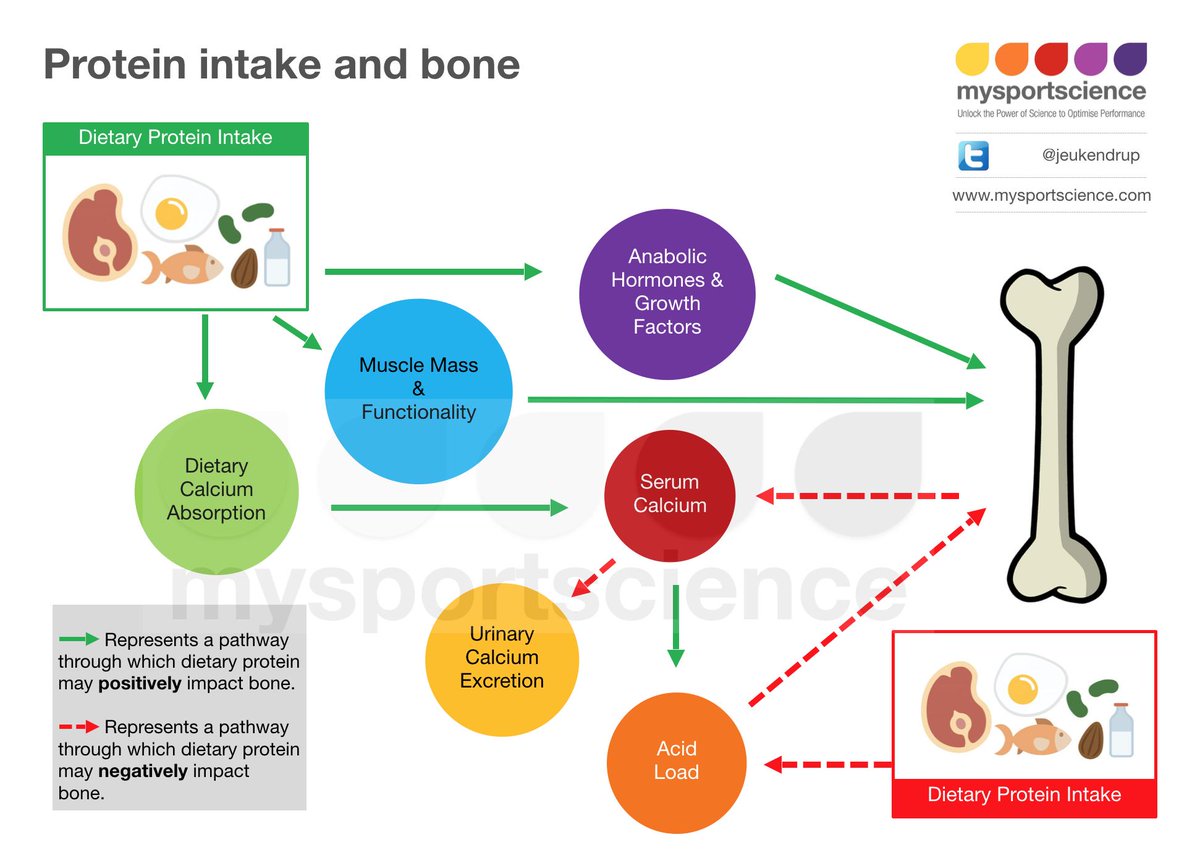 Protein intake and bone
mysportscience
Unlock the Power of Science to Optimise Performance
@jeukendrup
www.mysportscience.com
Dietary Protein Intake
Anabolic
Hormones &
Growth
Factors
Muscle Mass
&
Functionality
Dietary
Calcium
Absorption
Serum
Calcium
mysportscience
Urinary
Calcium
Excretion
Acid
Load
Represents a pathway
through which dietary protein
may positively impact bone.
Represents a pathway
through which dietary protein
may negatively impact
bone.
Dietary Protein Intake